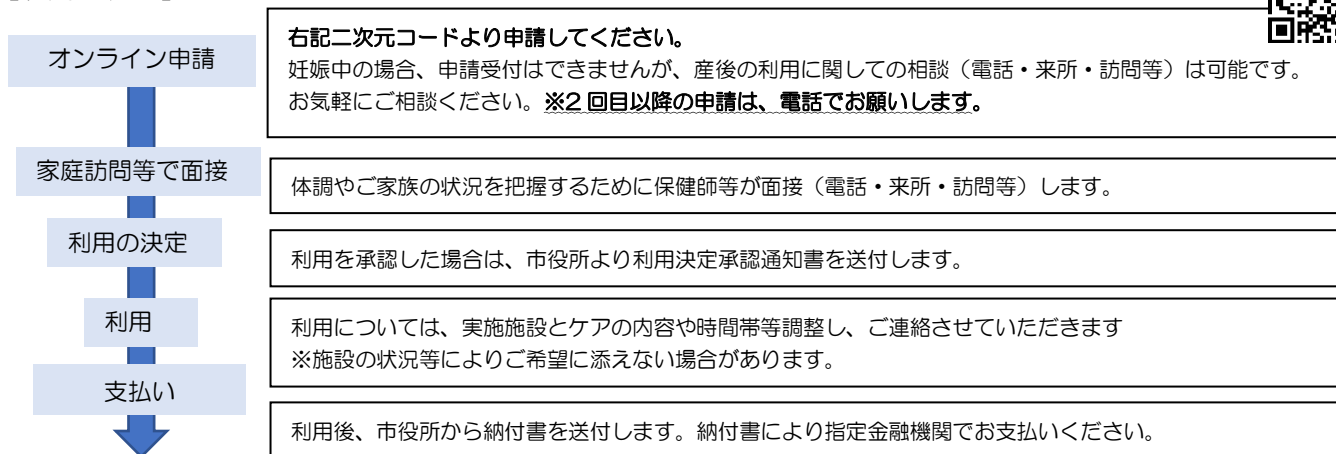 オンライン申請
右記二次元コードより申請してください。
妊娠中の場合、申請受付はできませんが、産後の利用に関しての相談（電話・来所・訪問等）は可能です。
お気軽にご相談ください。※2回目以降の申請は、電話でお願いします。
家庭訪問等で面接
体調やご家族の状況を把握するために保健師等が面接（電話・来所・訪問等）します。
利用の決定
利用を承認した場合は、市役所より利用決定承認通知書を送付します。
利用
利用については、実施施設とケアの内容や時間帯等調整し、ご連絡させていただきます
※施設の状況等によりご希望に添えない場合があります。
支払い
利用後、市役所から納付書を送付します。納付書により指定金融機関でお支払いください。